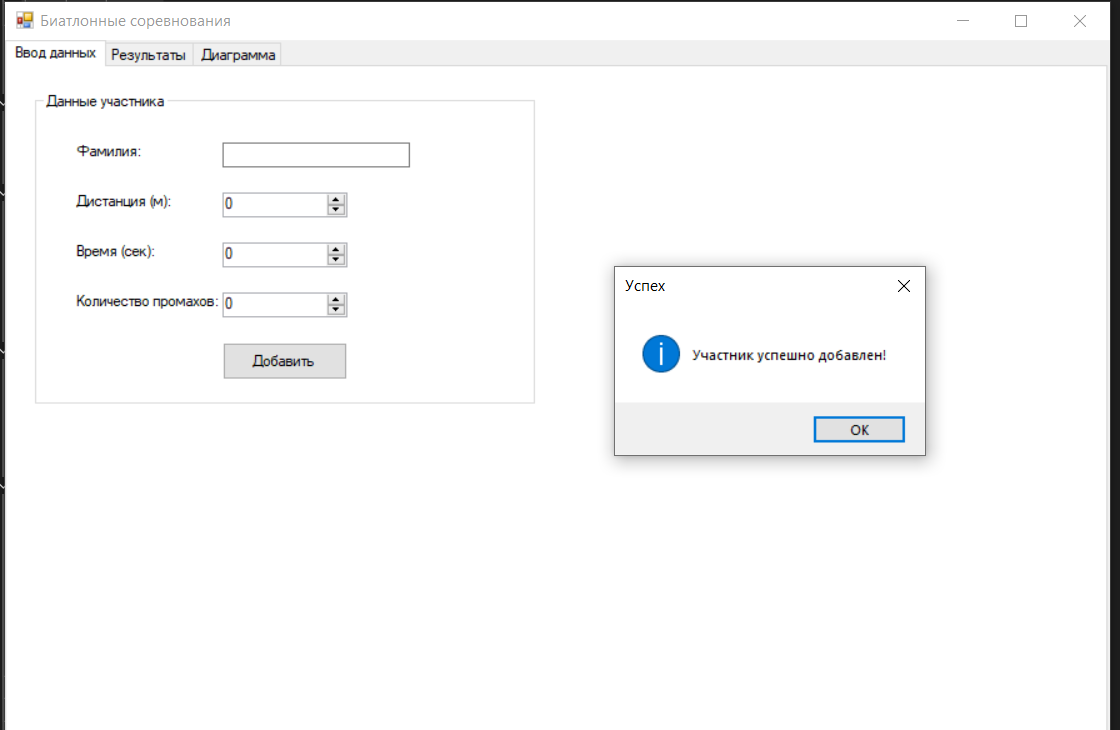 Биатлонные соревнования
Ввод данных Результаты Диаграмма
Данные участника
Фамилия:
Дистанция (м): 0
Время (сек): 0
Количество промахов: 0
Добавить
Успех
Участник успешно добавлен!
OK